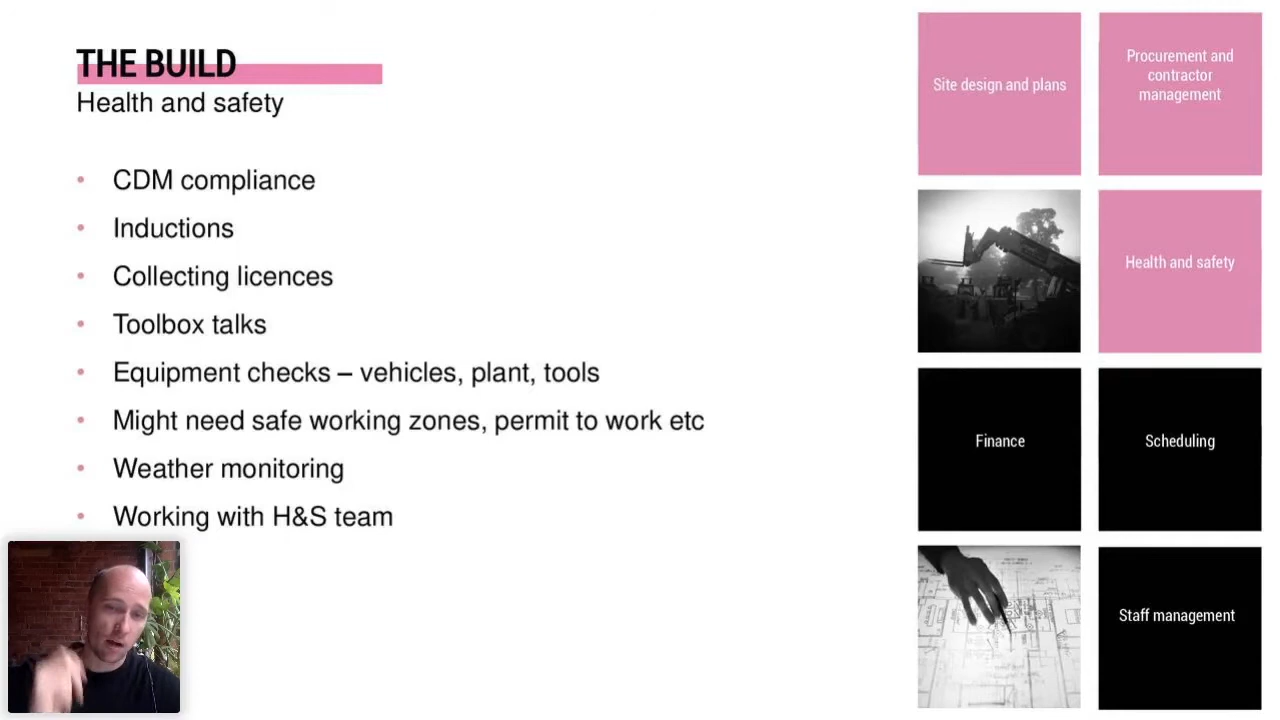 THE BUILD
Health and safety
• CDM compliance
• Inductions
• Collecting licences
• Toolbox talks
• Equipment checks – vehicles, plant, tools
• Might need safe working zones, permit to work etc
• Weather monitoring
• Working with H&S team
Site design and plans
Procurement and
contractor
management
Health and safety
Finance
Scheduling
Staff management